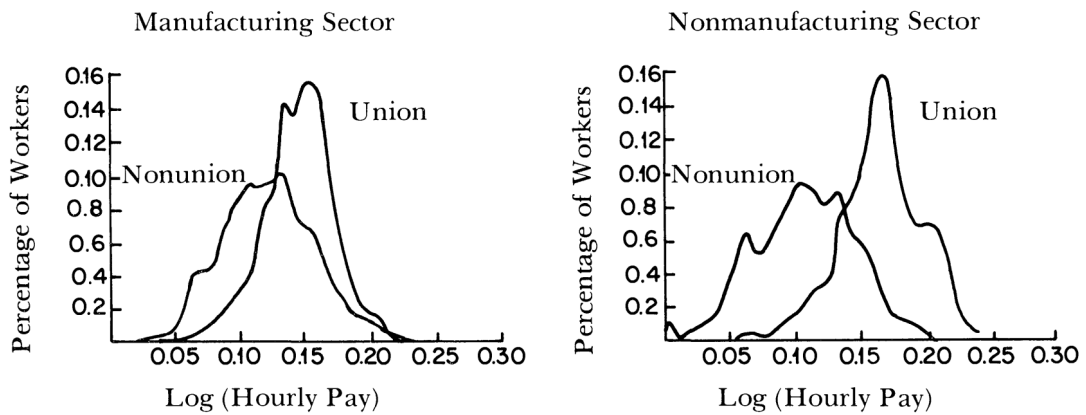 Manufacturing Sector
Percentage of Workers
0.16
0.14
0.12
0.10
0.8
0.6
0.4
0.2
Nonunion
Union
0.05 0.10 0.15 0.20 0.25 0.30
Log (Hourly Pay)
Nonmanufacturing Sector
Percentage of Workers
0.16
0.14
0.12
0.10
0.8
0.6
0.4
0.2
Nonunion
Union
0.05 0.10 0.15 0.20 0.25 0.30
Log (Hourly Pay)